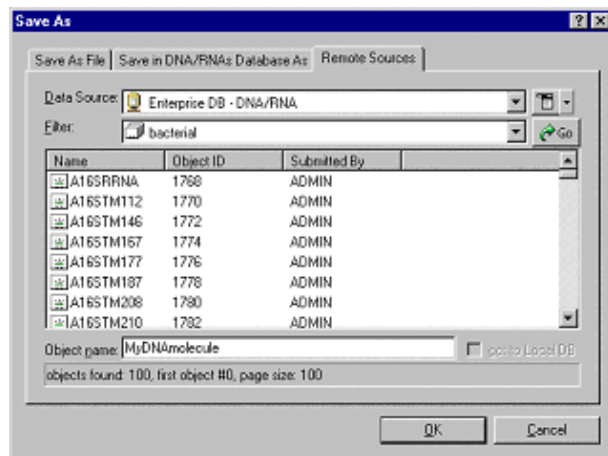 Save As
Save As File Save in DNA/RNAs Database As Remote Sources
Data Source: Enterprise DB - DNA/RNA
Filter: bacterial Go
Name Object ID Submitted By
A16SRRNA 1768 ADMIN
A16STM112 1770 ADMIN
A16STM146 1772 ADMIN
A16STM167 1774 ADMIN
A16STM177 1776 ADMIN
A16STM187 1778 ADMIN
A16STM208 1780 ADMIN
A16STM210 1782 ADMIN
Object name: MyDNAmolecule to Local DB
objects found: 100, first object #0, page size: 100
OK Cancel